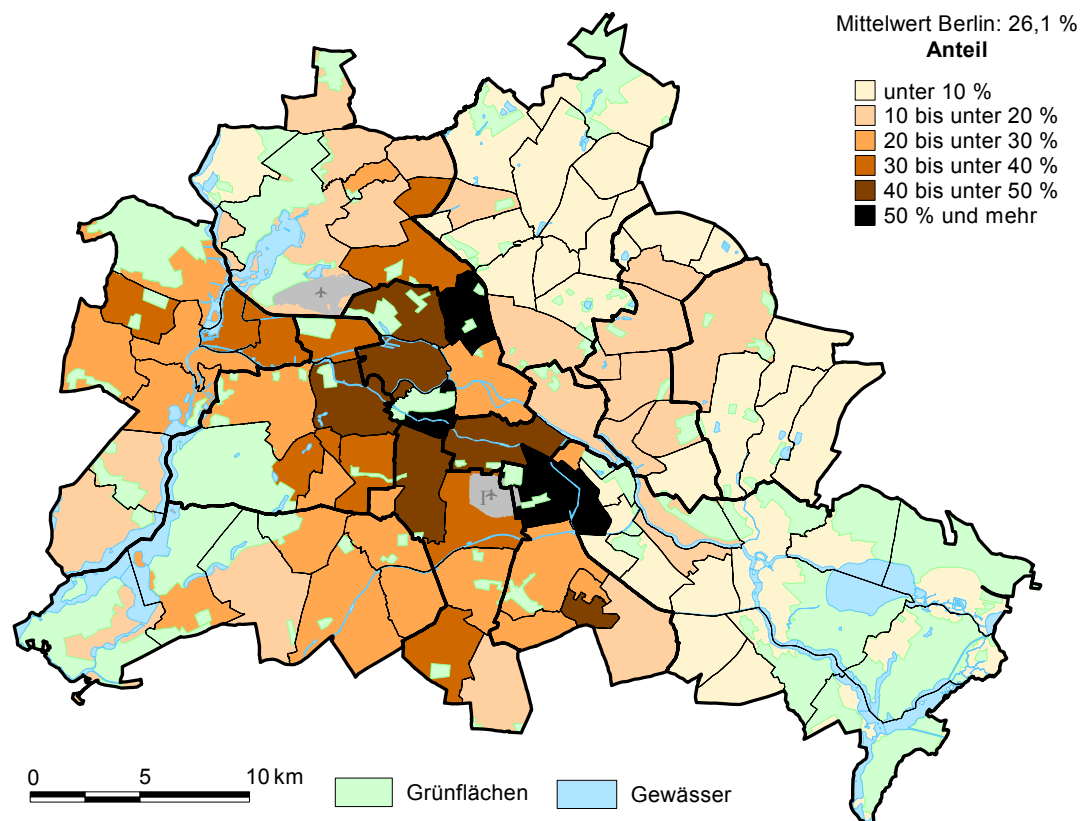 Mittelwert Berlin: 26,1 %
Anteil
unter 10 %
10 bis unter 20 %
20 bis unter 30 %
30 bis unter 40 %
40 bis unter 50 %
50 % und mehr
0 5 10 km
Grünflächen
Gewässer